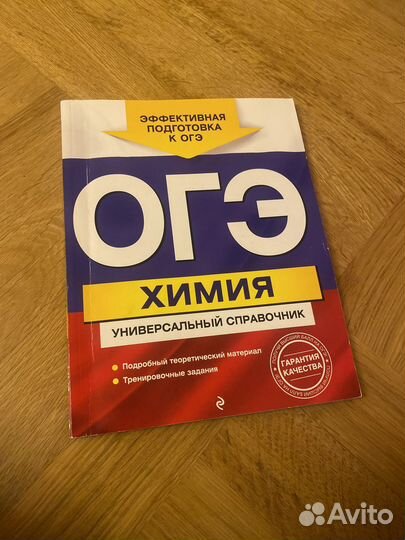 ЭФФЕКТИВНАЯ
ПОДГОТОВКА
К ОГЭ
ОГЭ
ХИМИЯ
УНИВЕРСАЛЬНЫЙ СПРАВОЧНИК
Подробный теоретический материал
Тренировочные задания
ГАРАНТИЯ
КАЧЕСТВА
Avito